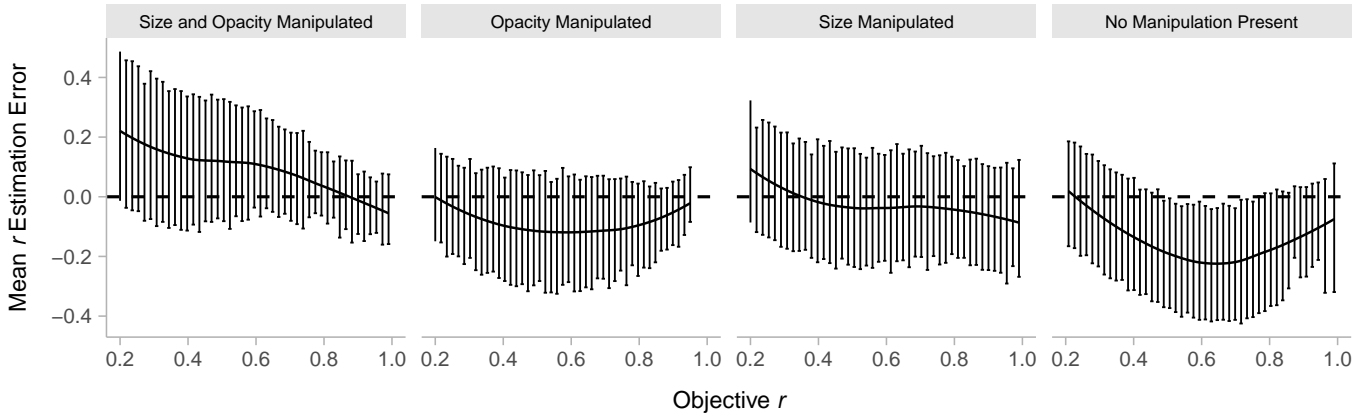 Size and Opacity Manipulated
Opacity Manipulated
Size Manipulated
No Manipulation Present
Mean r Estimation Error
0.4
0.2
0.0
−0.2
−0.4
0.2 0.4 0.6 0.8 1.0
0.2 0.4 0.6 0.8 1.0
0.2 0.4 0.6 0.8 1.0
0.2 0.4 0.6 0.8 1.0
Objective r